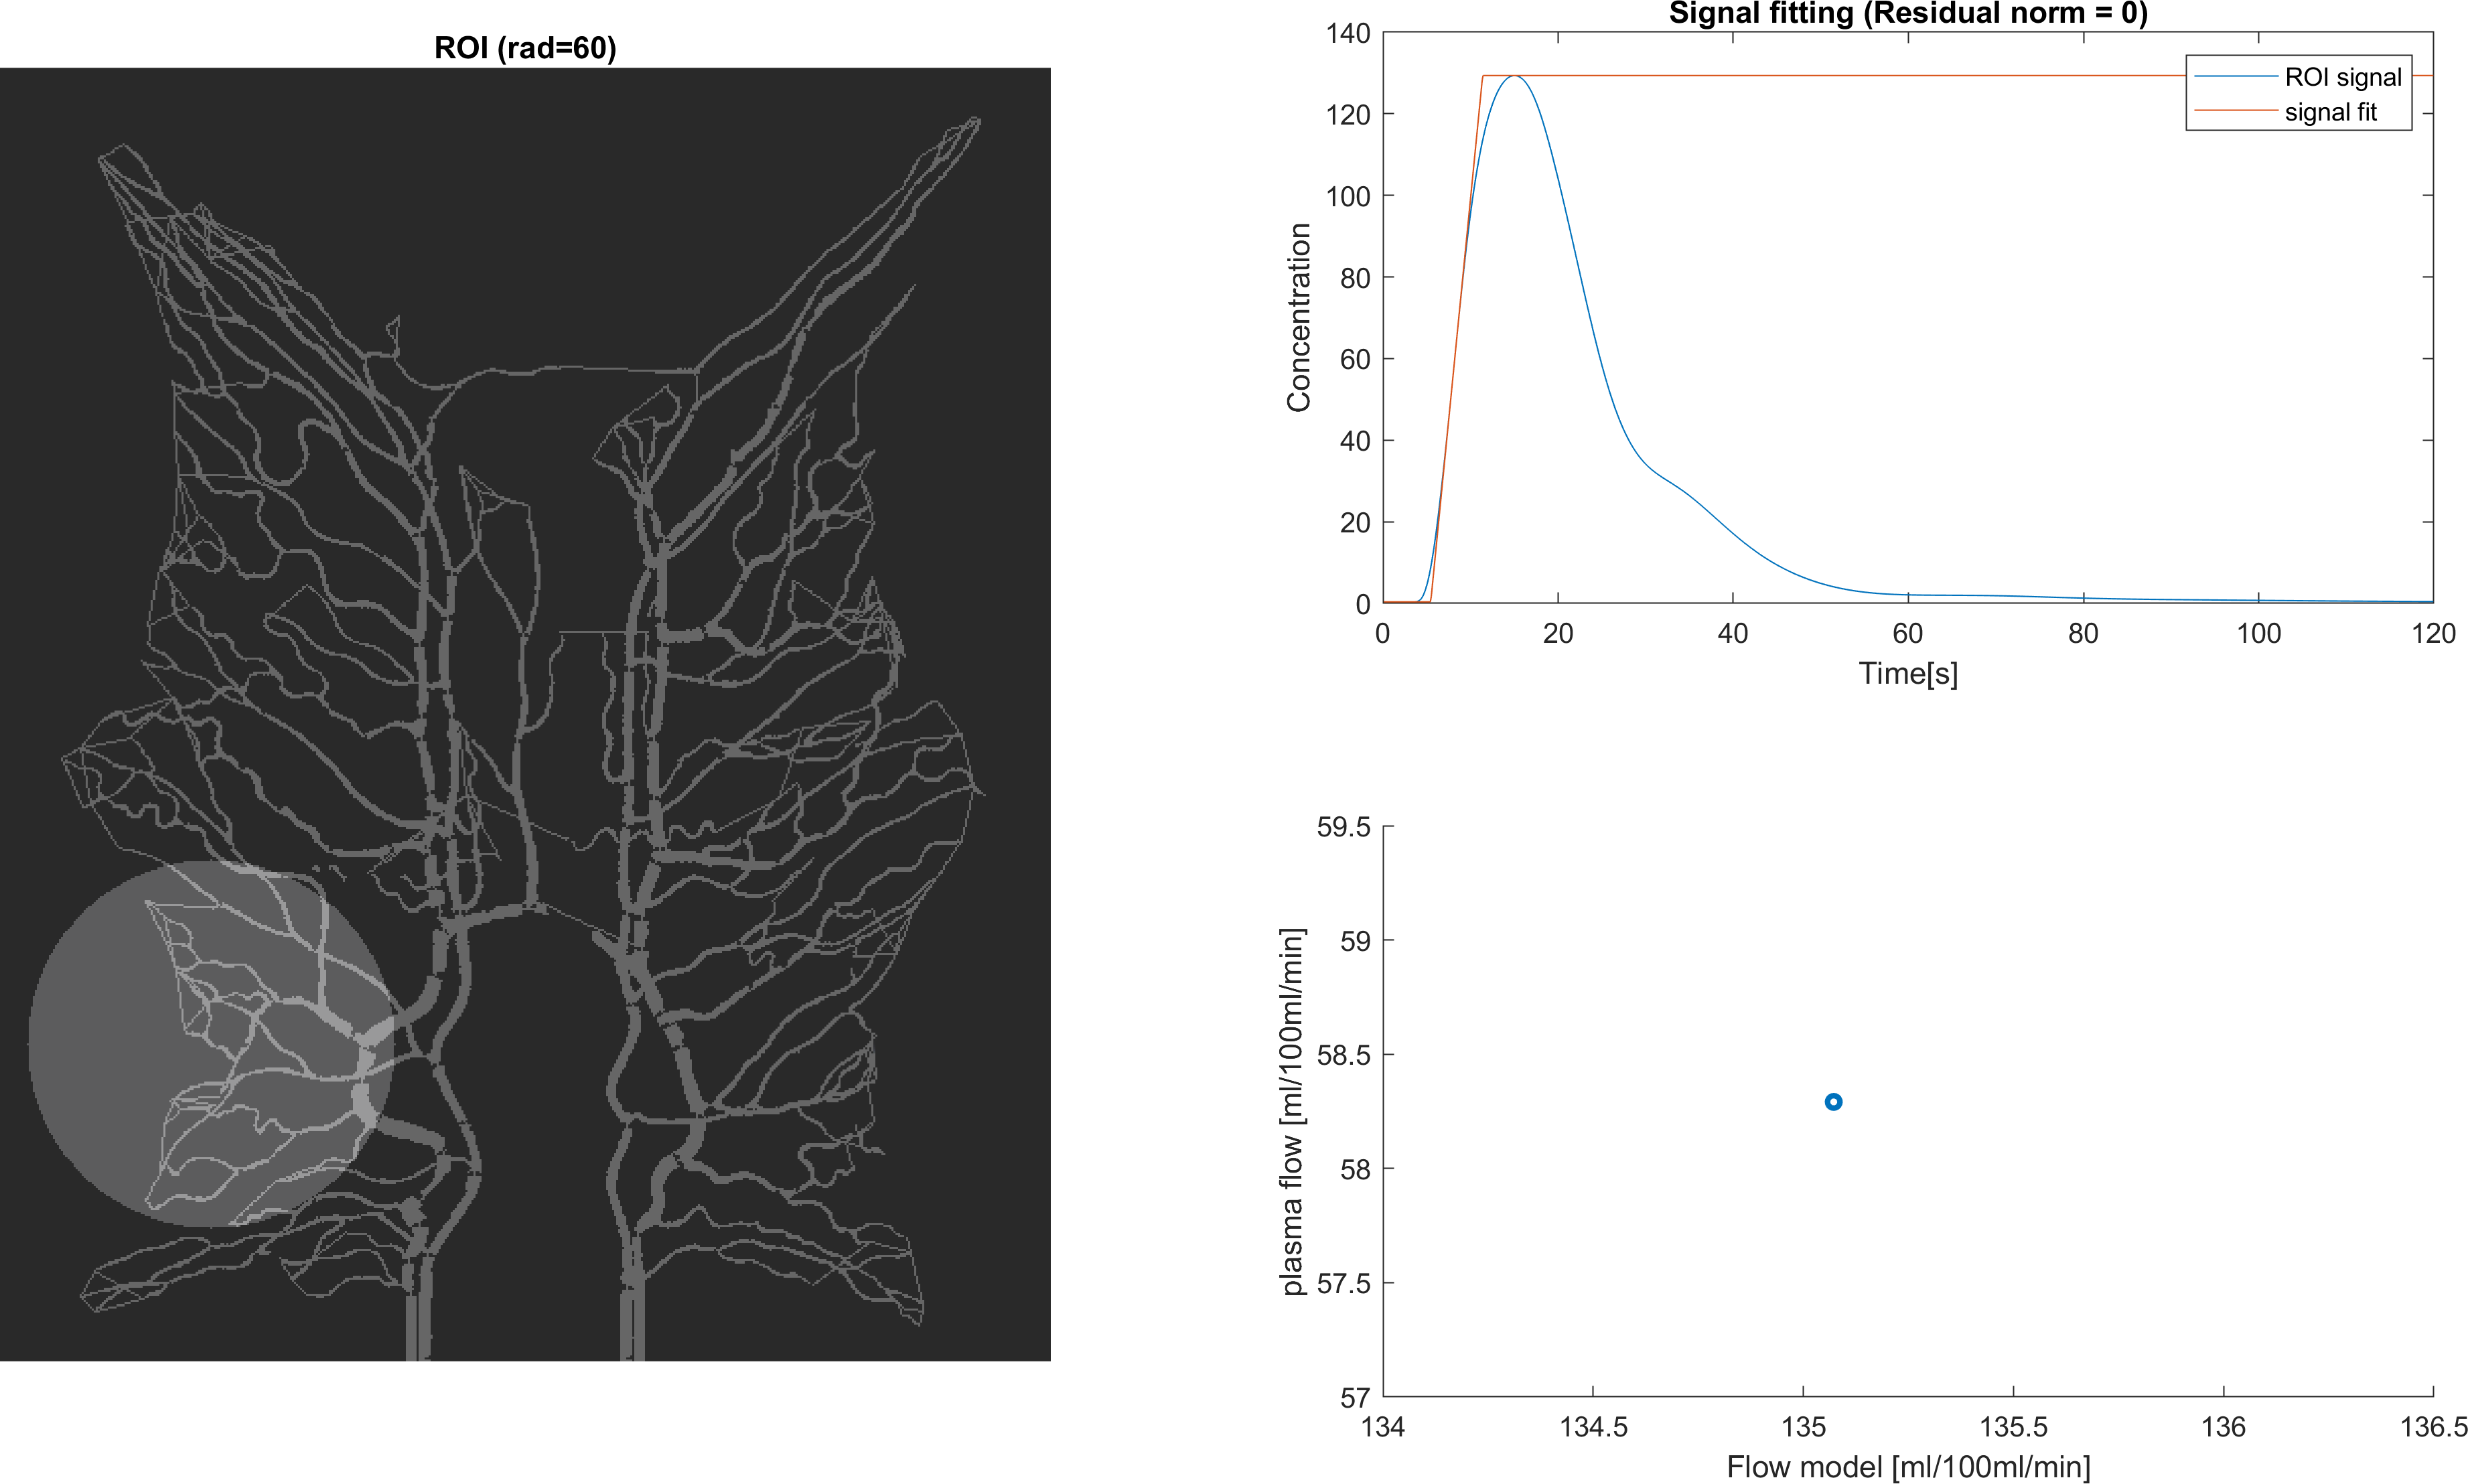 ROI (rad=60)
Signal fitting (Residual norm = 0)
140
120
100
80
60
40
20
0
Concentration
ROI signal
signal fit
0 20 40 60 80 100 120
Time[s]
59.5
59
58.5
58
57.5
57
plasma flow [ml/100ml/min]
134 134.5 135 135.5 136 136.5
Flow model [ml/100ml/min]